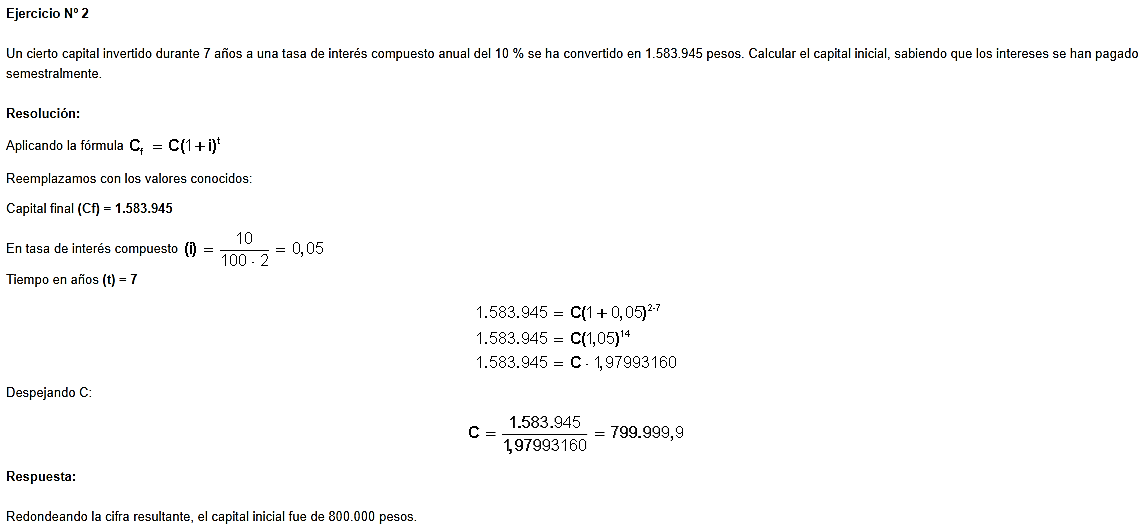 Ejercicio Nº 2
Un cierto capital invertido durante 7 años a una tasa de interés compuesto anual del 10 % se ha convertido en 1.583.945 pesos. Calcular el capital inicial, sabiendo que los intereses se han pagado
semestralmente.
Resolución:
Aplicando la fórmula C_f = C(1+i)^t
Reemplazamos con los valores conocidos:
Capital final (Cf) = 1.583.945
En tasa de interés compuesto (i) = 10 / (100 · 2) = 0,05
Tiempo en años (t) = 7
1.583.945 = C(1+0,05)^2·7
1.583.945 = C(1,05)^14
1.583.945 = C · 1,97993160
Despejando C:
C = 1.583.945 / 1,97993160 = 799.999,9
Respuesta:
Redondeando la cifra resultante, el capital inicial fue de 800.000 pesos.